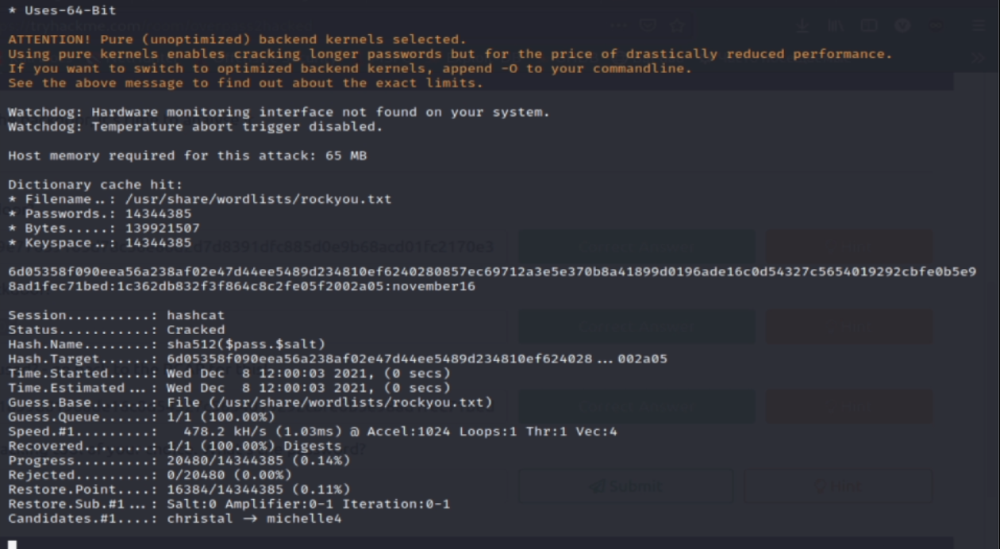 * Uses-64-Bit
ATTENTION! Pure (unoptimized) backend kernels selected.
Using pure kernels enables cracking longer passwords but for the price of drastically reduced performance.
If you want to switch to optimized backend kernels, append -O to your commandline.
See the above message to find out about the exact limits.
Watchdog: Hardware monitoring interface not found on your system.
Watchdog: Temperature abort trigger disabled.
Host memory required for this attack: 65 MB
Dictionary cache hit:
* Filename..: /usr/share/wordlists/rockyou.txt
* Passwords.: 14344385
* Bytes.....: 139921507
* Keyspace..: 14344385
6d05358f090eea56a238af02e47d44ee5489d234810ef6240280857ec69712a3e5e370b8a41899d0196ade16c0d54327c5654019292cbfe0b5e9
8ad1fec71bed:1c362db832f3f864c8c2fe05f2002a05:november16
Session..........: hashcat
Status...........: Cracked
Hash.Name........: sha512($pass.$salt)
Hash.Target......: 6d05358f090eea56a238af02e47d44ee5489d234810ef624028...002a05
Time.Started.....: Wed Dec  8 12:00:03 2021, (0 secs)
Time.Estimated...: Wed Dec  8 12:00:03 2021, (0 secs)
Guess.Base.......: File (/usr/share/wordlists/rockyou.txt)
Guess.Queue......: 1/1 (100.00%)
Speed.#1.........:   478.2 kH/s (1.03ms) @ Accel:1024 Loops:1 Thr:1 Vec:4
Recovered........: 1/1 (100.00%) Digests
Progress.........: 20480/14344385 (0.14%)
Rejected.........: 0/20480 (0.00%)
Restore.Point....: 16384/14344385 (0.11%)
Submit
Hint
Restore.Sub.#1...: Salt:0 Amplifier:0-1 Iteration:0-1
Candidates.#1....: christal → michelle4